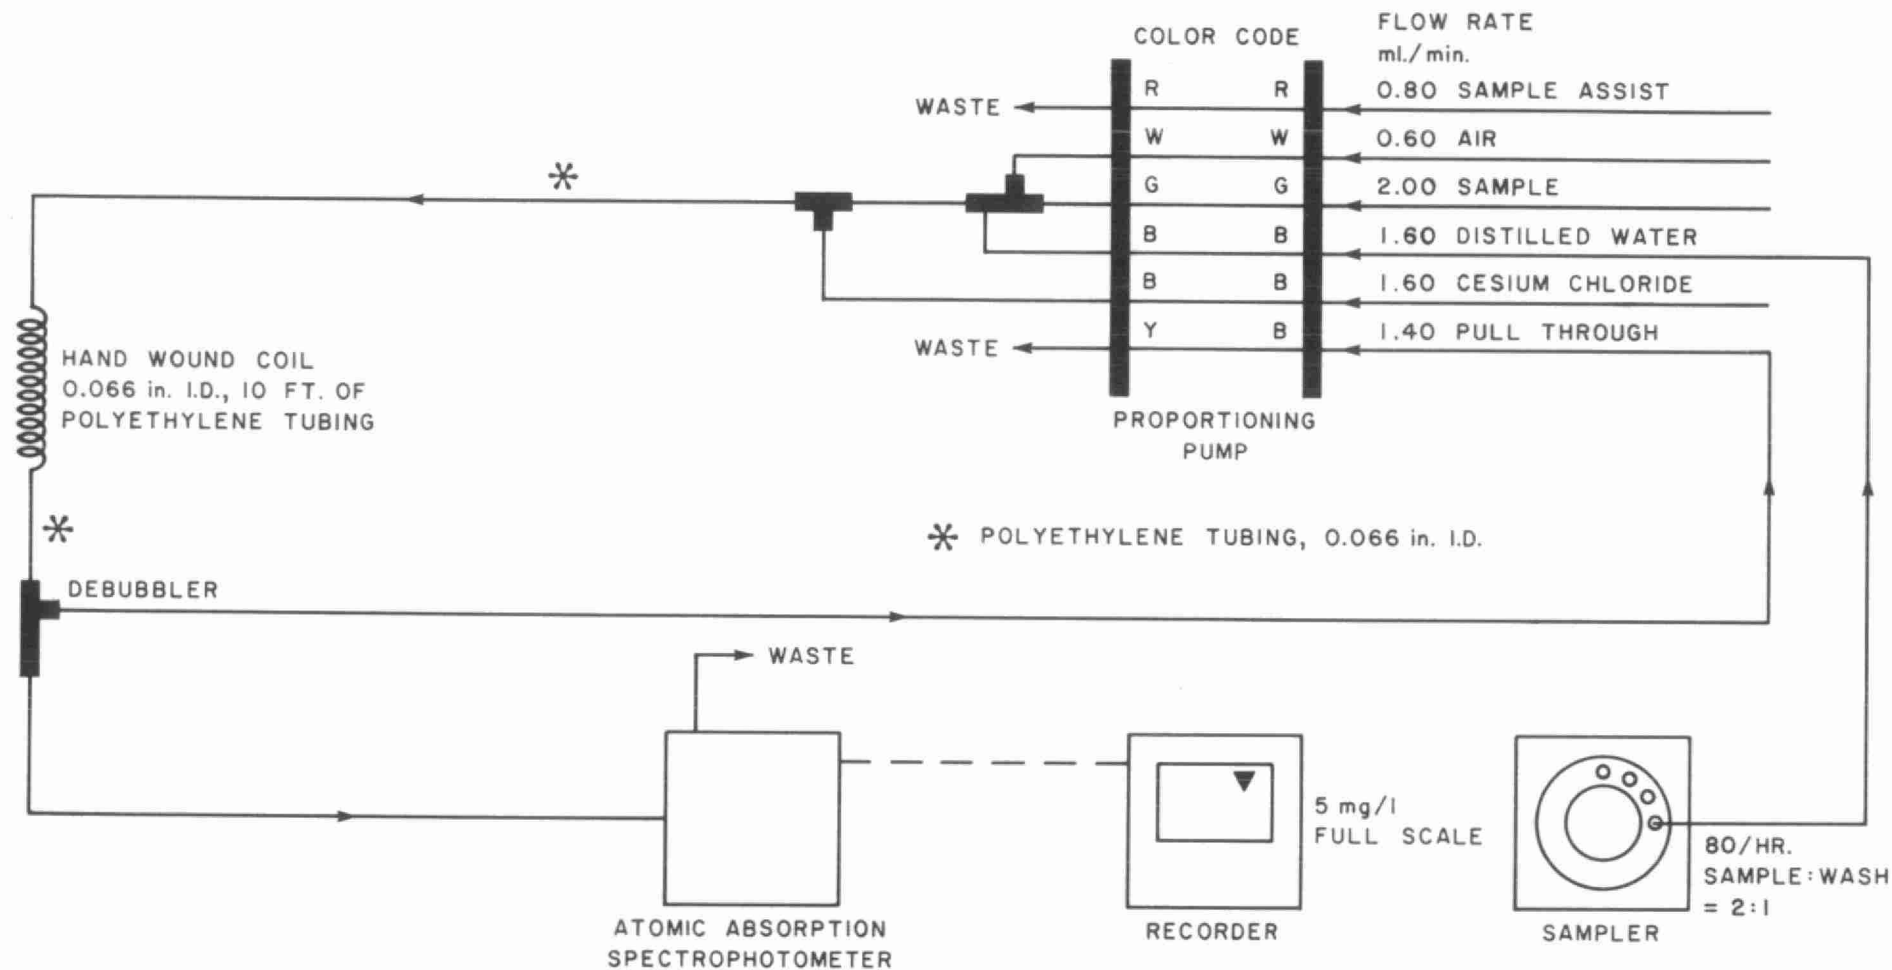 COLOR CODE
FLOW RATE
ml./min.
WASTE
R R 0.80 SAMPLE ASSIST
W W 0.60 AIR
G G 2.00 SAMPLE
B B 1.60 DISTILLED WATER
B B 1.60 CESIUM CHLORIDE
WASTE
Y B 1.40 PULL THROUGH
PROPORTIONING
PUMP
*
HAND WOUND COIL
0.066 in. I.D., 10 FT. OF
POLYETHYLENE TUBING
*
* POLYETHYLENE TUBING, 0.066 in. I.D.
DEBUBBLER
WASTE
ATOMIC ABSORPTION
SPECTROPHOTOMETER
5 mg/l
FULL SCALE
RECORDER
80/HR.
SAMPLE:WASH
= 2:1
SAMPLER